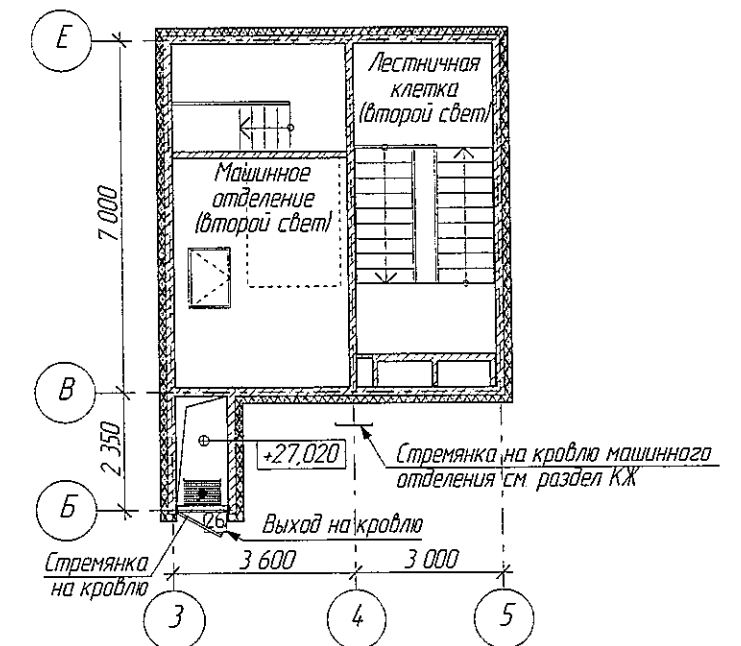 Е
Лестничная
клетка
(второй свет)
Машинное
отделение
(второй свет)
7 000
В
2 350
+27,020
Стремянка на кровлю машинного
отделения см. раздел КЖ
Б
26
Выход на кровлю
Стремянка
на кровлю
3 600
3 000
3
4
5